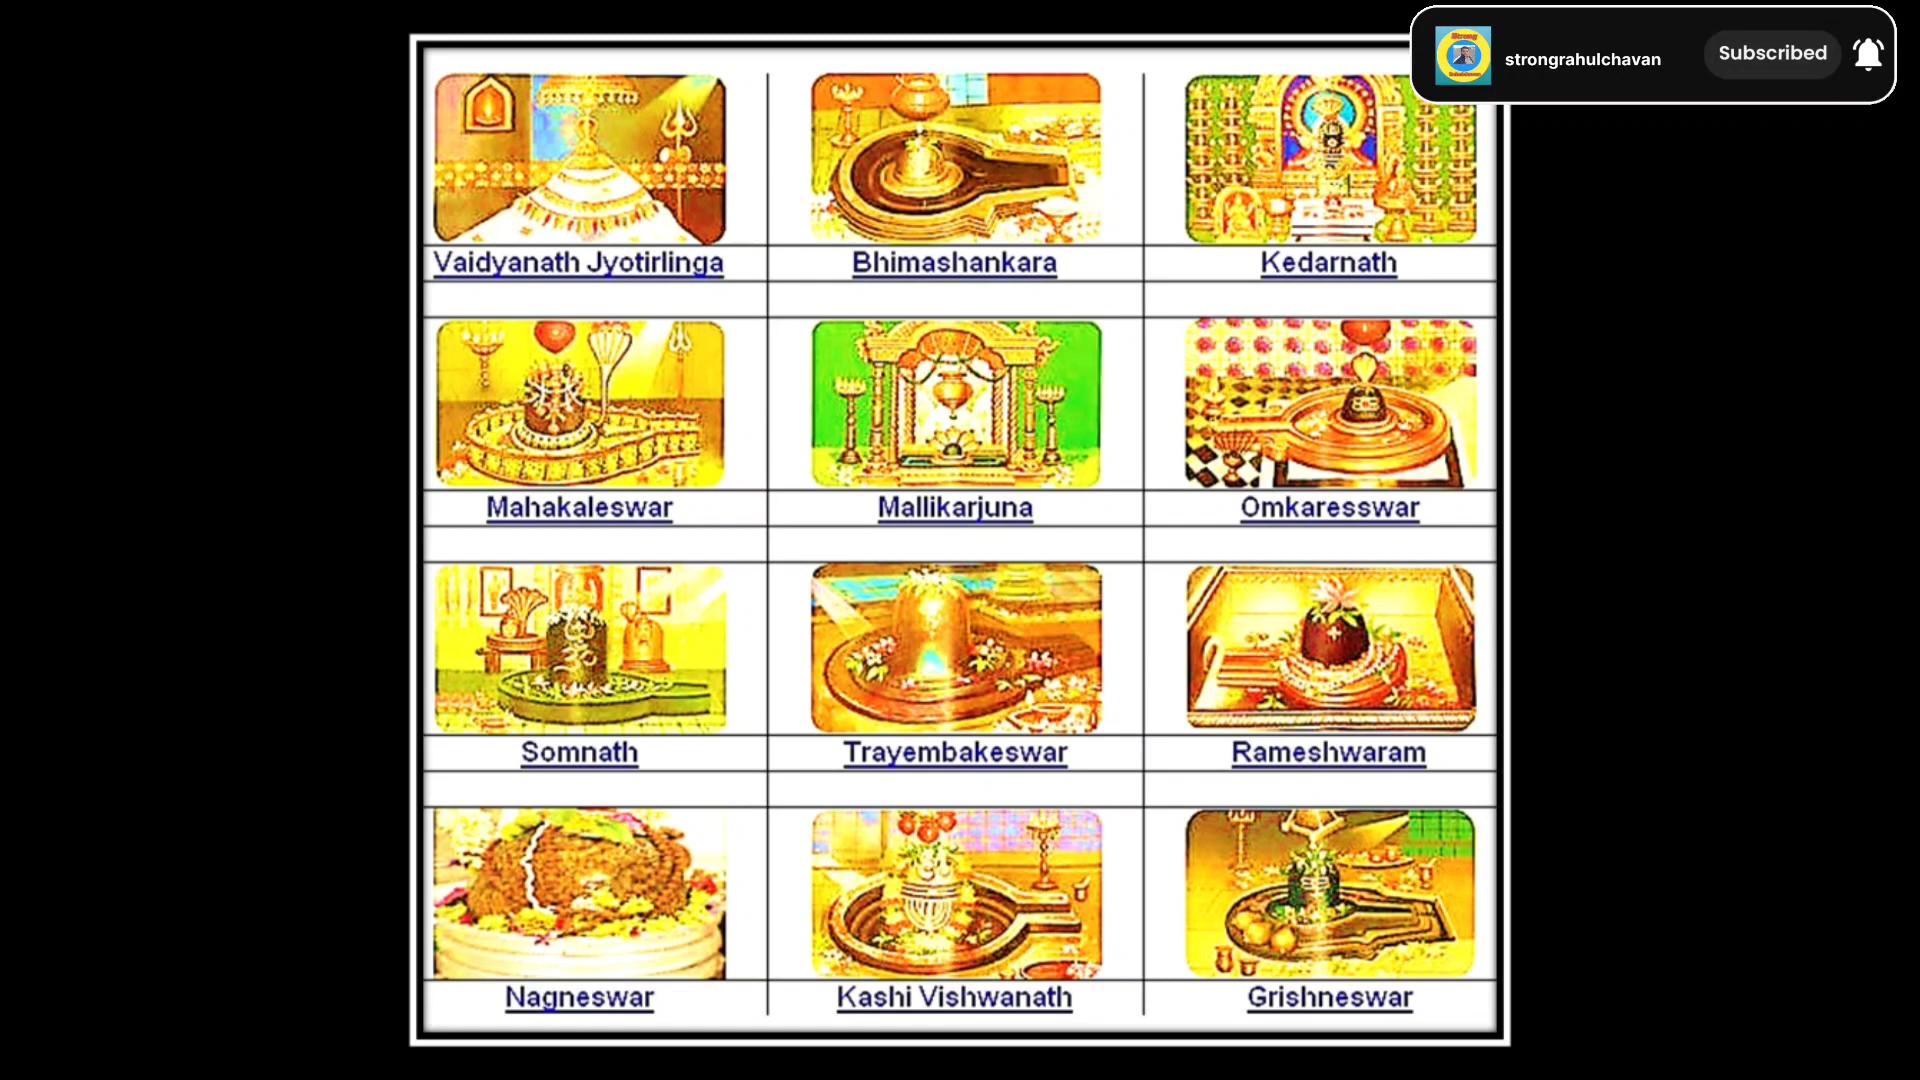 strongrahulchavan
Subscribed
Vaidyanath Jyotirlinga
Bhimashankara
Kedarnath
Mahakaleswar
Mallikarjuna
Omkaresswar
Somnath
Trayembakeswar
Rameshwaram
Nagneswar
Kashi Vishwanath
Grishneswar